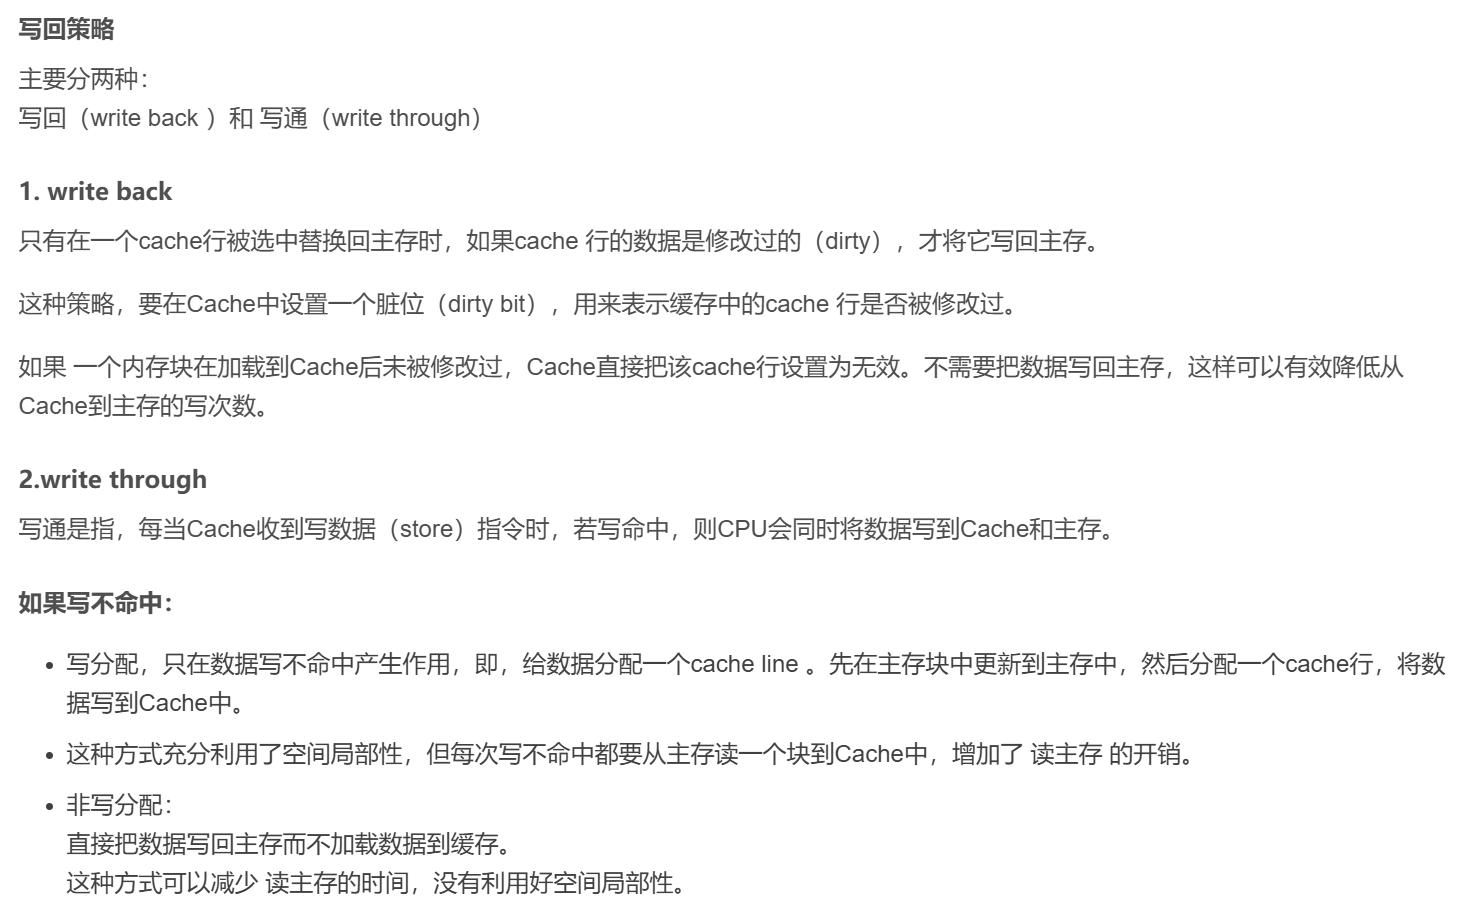 写回策略
主要分两种：
写回（write back ）和 写通（write through）
1. write back
只有在一个cache行被选中替换回主存时，如果cache 行的数据是修改过的（dirty），才将它写回主存。
这种策略，要在Cache中设置一个脏位（dirty bit），用来表示缓存中的cache 行是否被修改过。
如果 一个内存块在加载到Cache后未被修改过，Cache直接把该cache行设置为无效。不需要把数据写回主存，这样可以有效降低从
Cache到主存的写次数。
2.write through
写通是指，每当Cache收到写数据（store）指令时，若写命中，则CPU会同时将数据写到Cache和主存。
如果写不命中：
• 写分配，只在数据写不命中产生作用，即，给数据分配一个cache line 。先在主存块中更新到主存中，然后分配一个cache行，将数
据写到Cache中。
• 这种方式充分利用了空间局部性，但每次写不命中都要从主存读一个块到Cache中，增加了 读主存 的开销。
• 非写分配：
直接把数据写回主存而不加载数据到缓存。
这种方式可以减少 读主存的时间，没有利用好空间局部性。